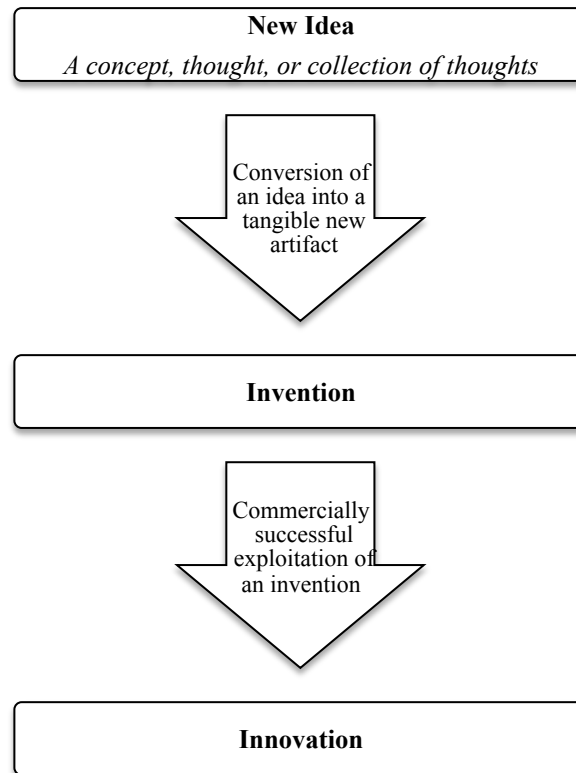 New Idea
A concept, thought, or collection of thoughts
Conversion of
an idea into a
tangible new
artifact
Invention
Commercially
successful
exploitation of
an invention
Innovation